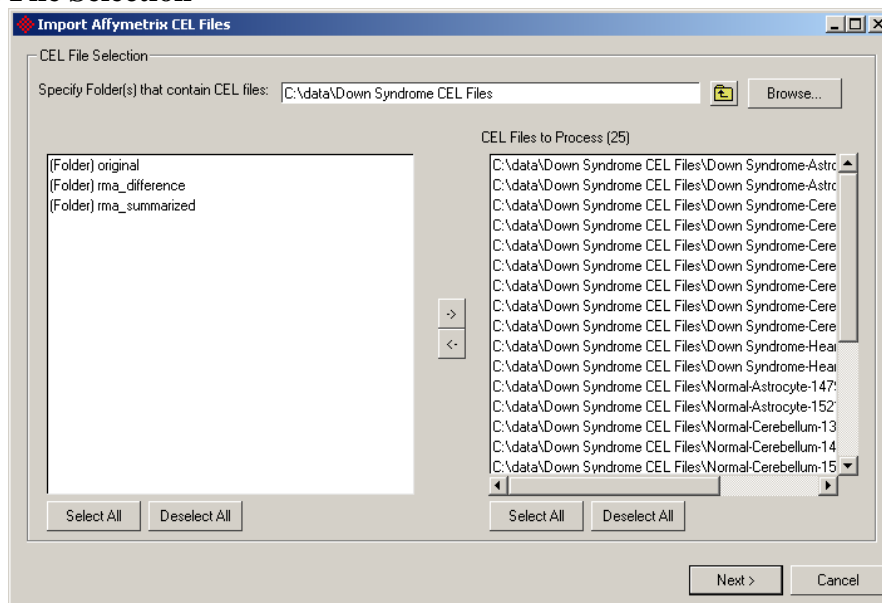 Import Affymetrix CEL Files
CEL File Selection
Specify Folder(s) that contain CEL files: C:\data\Down Syndrome CEL Files Browse...
CEL Files to Process (25)
(Folder) original
(Folder) rma_difference
(Folder) rma_summarized
C:\data\Down Syndrome CEL Files\Down Syndrome-Astrc
C:\data\Down Syndrome CEL Files\Down Syndrome-Astrc
C:\data\Down Syndrome CEL Files\Down Syndrome-Cere
C:\data\Down Syndrome CEL Files\Down Syndrome-Cere
C:\data\Down Syndrome CEL Files\Down Syndrome-Cere
C:\data\Down Syndrome CEL Files\Down Syndrome-Cere
C:\data\Down Syndrome CEL Files\Down Syndrome-Cere
C:\data\Down Syndrome CEL Files\Down Syndrome-Cere
C:\data\Down Syndrome CEL Files\Down Syndrome-Cere
C:\data\Down Syndrome CEL Files\Down Syndrome-Hear
C:\data\Down Syndrome CEL Files\Down Syndrome-Hear
C:\data\Down Syndrome CEL Files\Normal-Astrocyte-147
C:\data\Down Syndrome CEL Files\Normal-Astrocyte-152
C:\data\Down Syndrome CEL Files\Normal-Cerebellum-13
C:\data\Down Syndrome CEL Files\Normal-Cerebellum-14
C:\data\Down Syndrome CEL Files\Normal-Cerebellum-15
->
<-
Select All Deselect All Select All Deselect All
Next > Cancel